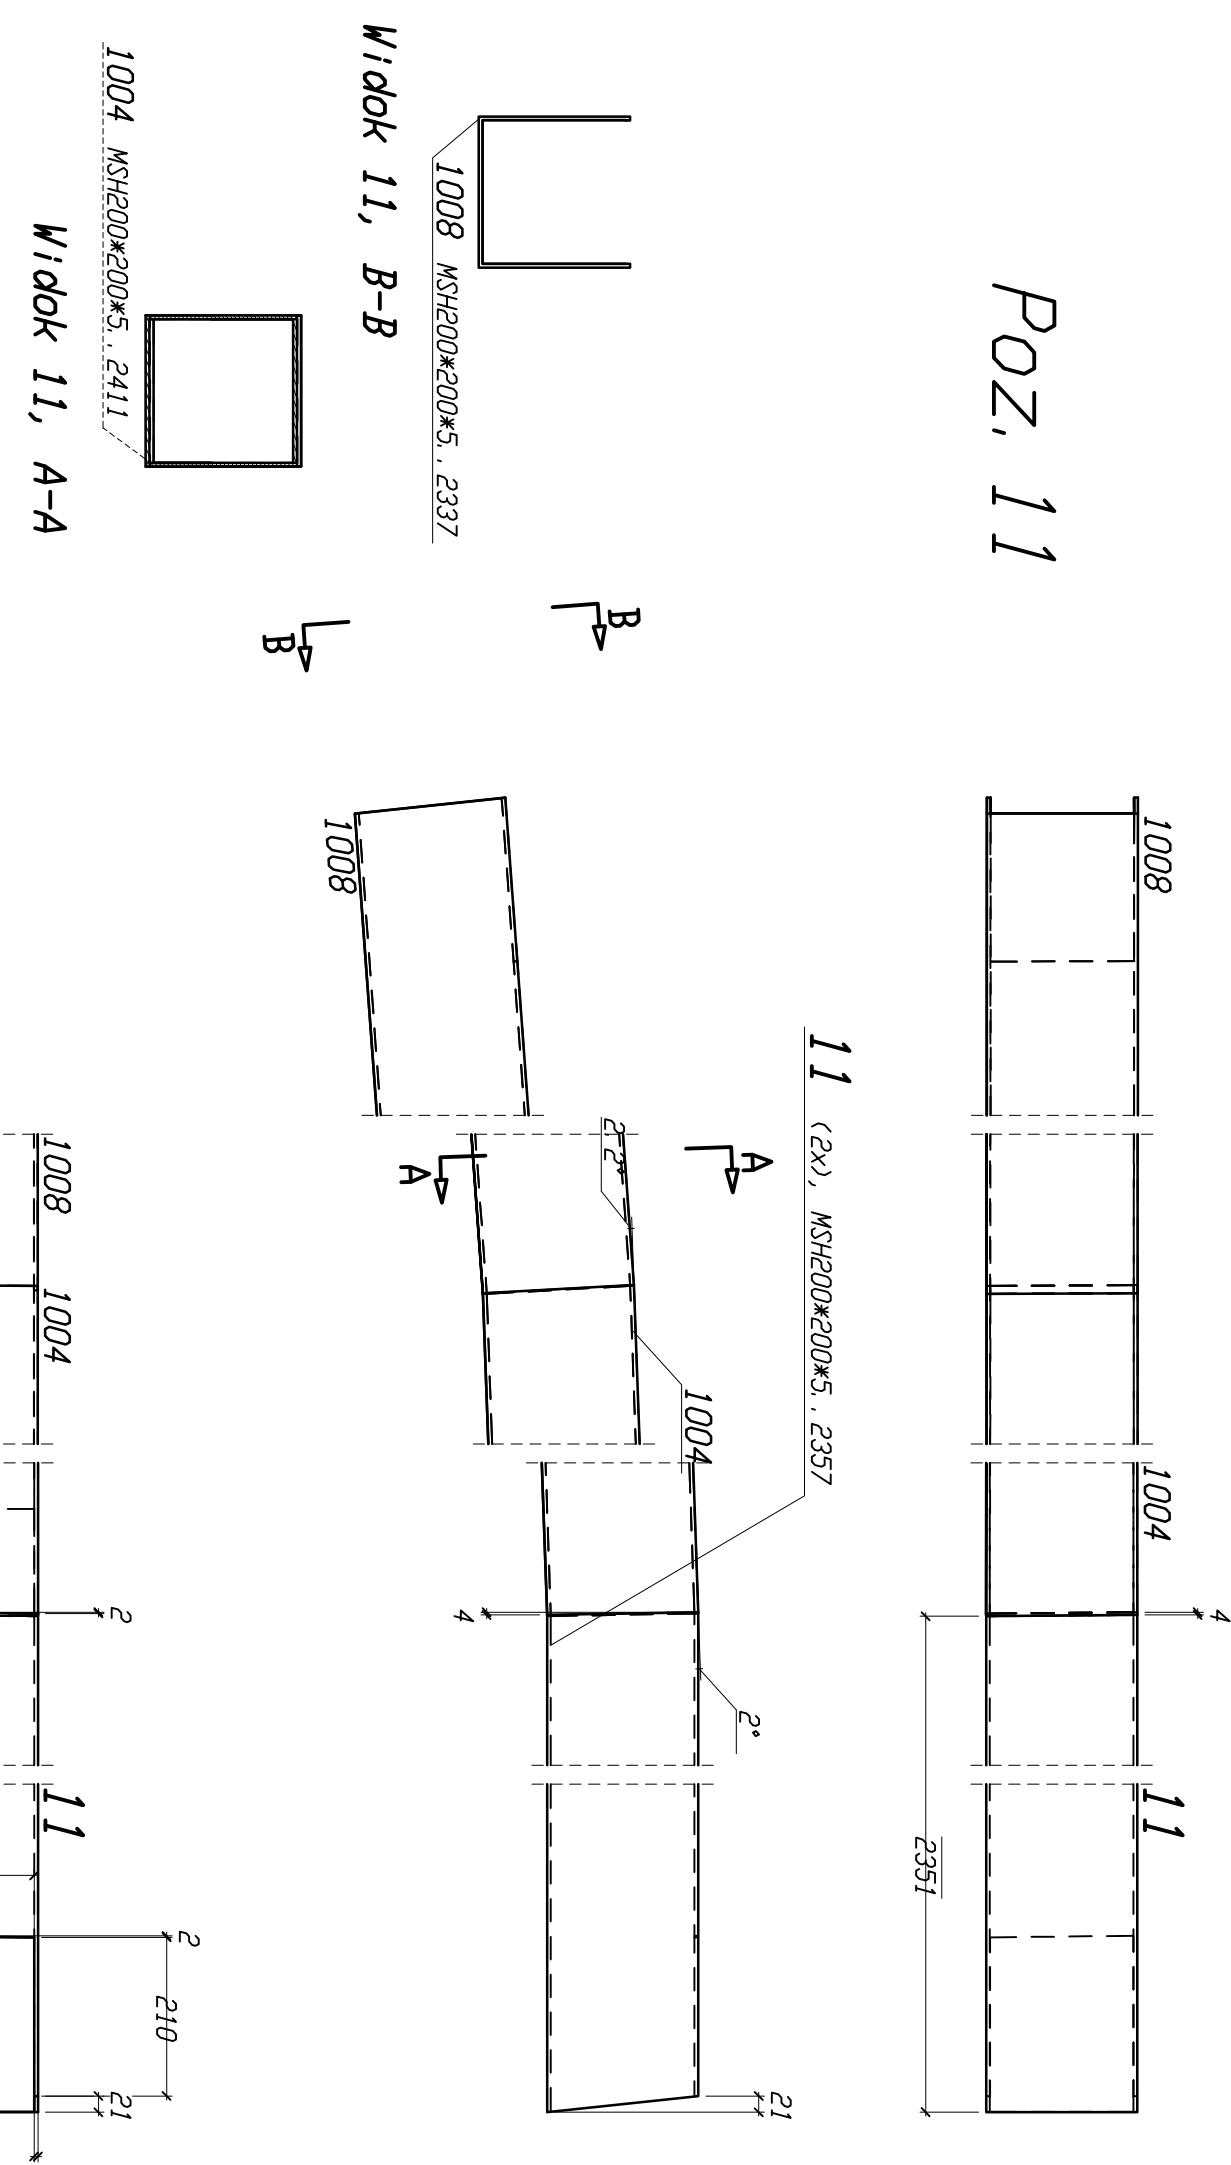 Poz. 11
1008
1004
4
11
2351
1008 MSH200*200*5, , 2337
Widok 11, B-B
1004 MSH200*200*5, , 2411
Widok 11, A-A
B
B
11 (2x), MSH200*200*5, , 2357
A
A
1008
2,2°
1004
4
2°
21
1008
1004
2
11
2
210
21